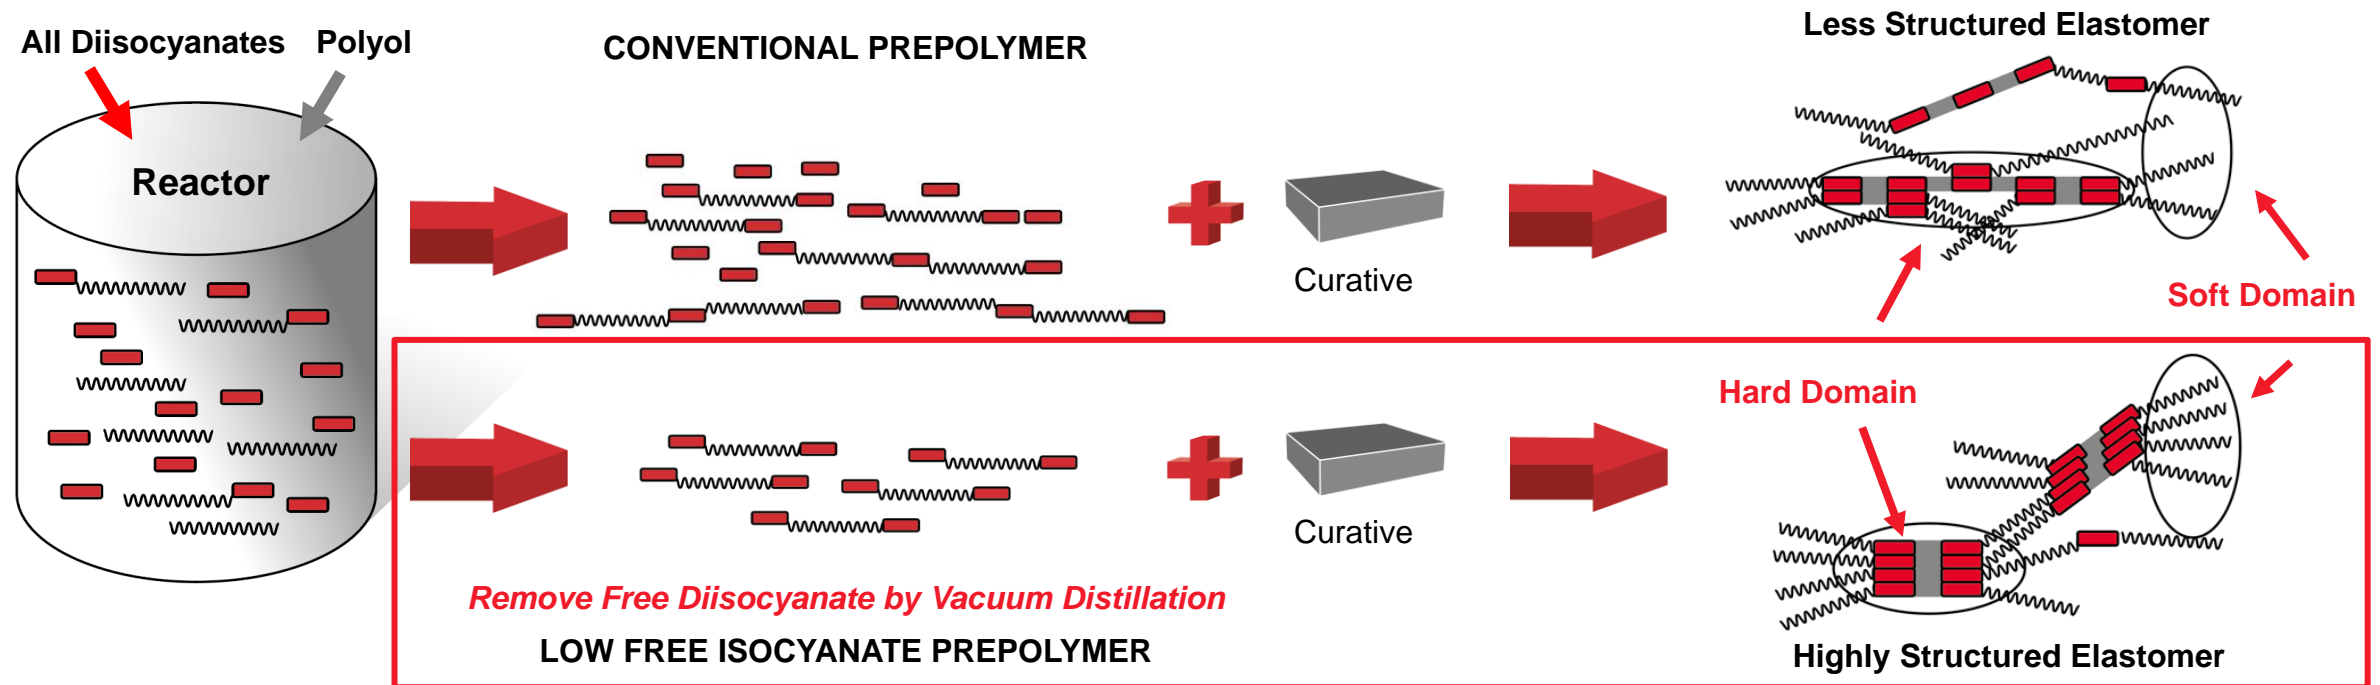 All Diisocyanates
Polyol
Reactor
CONVENTIONAL PREPOLYMER
Curative
Less Structured Elastomer
Soft Domain
Hard Domain
Curative
Remove Free Diisocyanate by Vacuum Distillation
LOW FREE ISOCYANATE PREPOLYMER
Highly Structured Elastomer